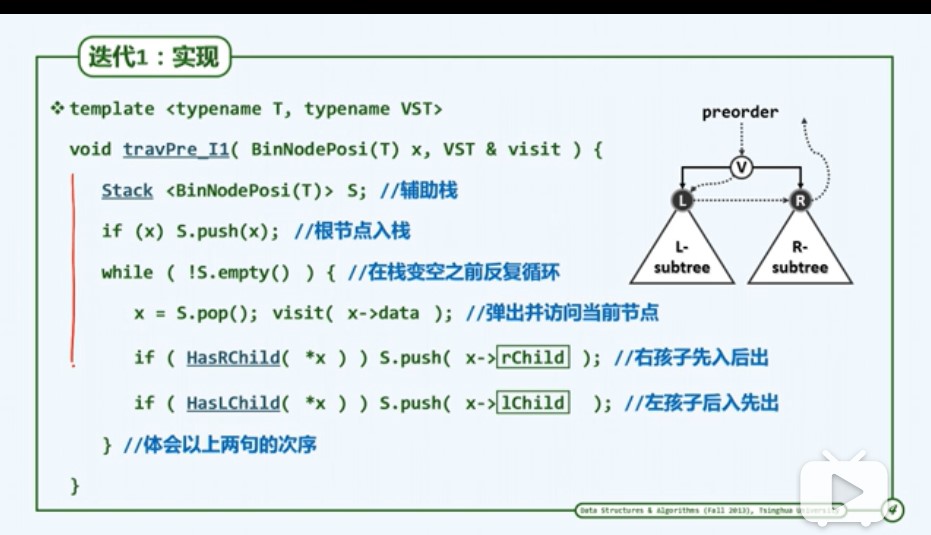 迭代1：实现
❖ template <typename T, typename VST>
void travPre_I1( BinNodePosi(T) x, VST & visit ) {
Stack <BinNodePosi(T)> S; //辅助栈
if (x) S.push(x); //根节点入栈
while ( !S.empty() ) { //在栈变空之前反复循环
x = S.pop(); visit( x->data ); //弹出并访问当前节点
if ( HasRChild( *x ) ) S.push( x->rChild ); //右孩子先入后出
if ( HasLChild( *x ) ) S.push( x->lChild ); //左孩子后入先出
} //体会以上两句的次序
}
preorder
V
L
R
L-
subtree
R-
subtree
Data Structures & Algorithms (Fall 2013), Tsinghua University
4